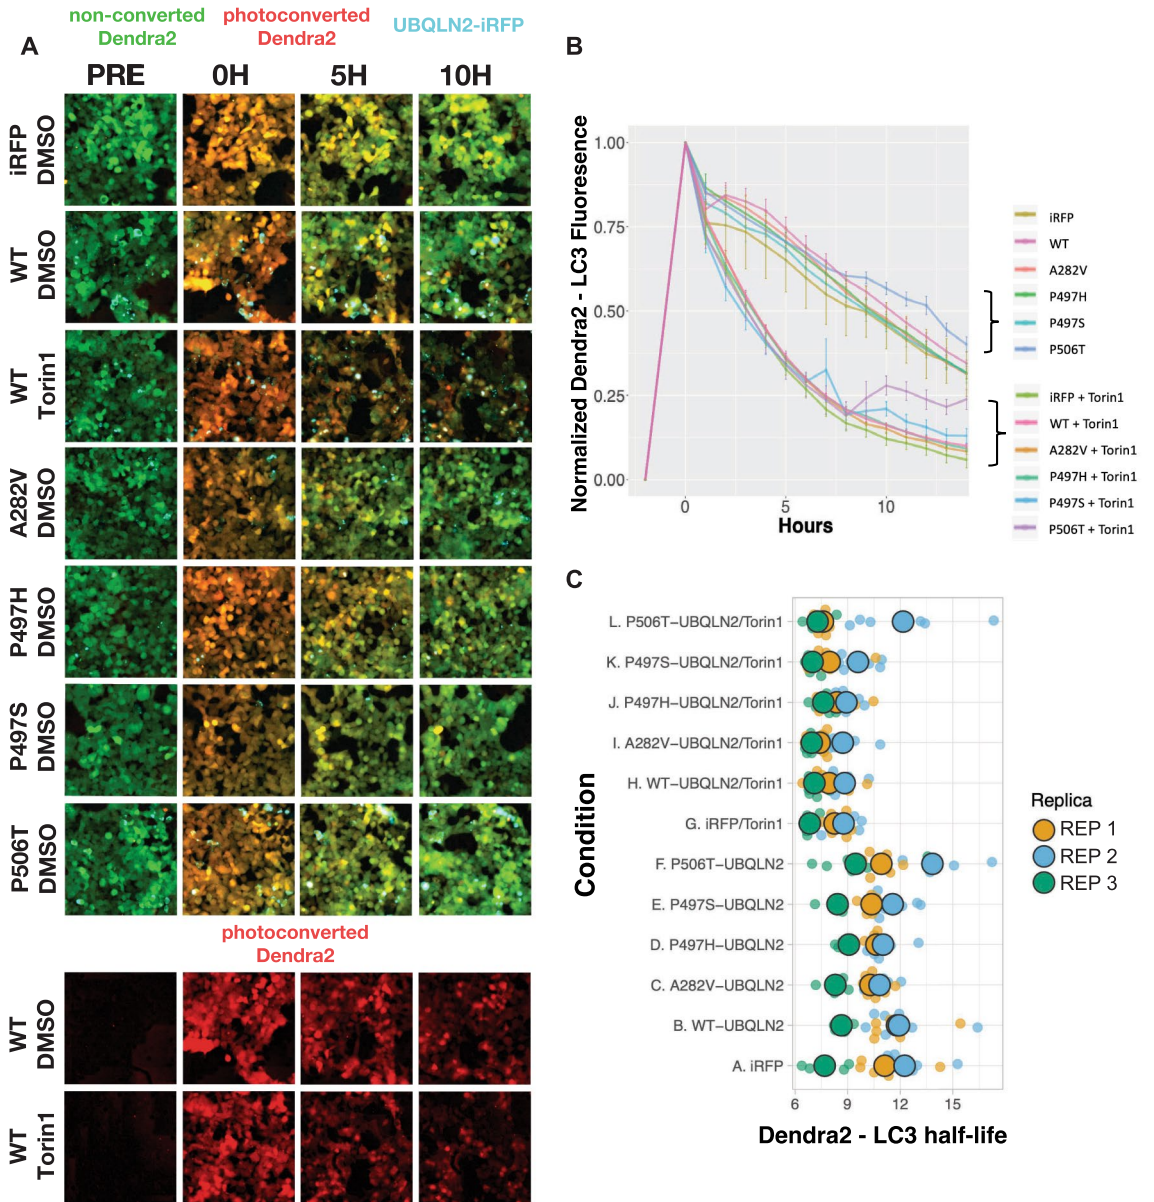 A
non-converted
Dendra2
photoconverted
Dendra2
UBQLN2-iRFP
PRE
0H
5H
10H
iRFP
DMSO
WT
DMSO
WT
Torin1
A282V
DMSO
P497H
DMSO
P497S
DMSO
P506T
DMSO
photoconverted
Dendra2
WT
DMSO
WT
Torin1
B
Normalized Dendra2 - LC3 Fluoresence
1.00
0.75
0.50
0.25
0.00
0
5
10
Hours
iRFP
WT
A282V
P497H
P497S
P506T
iRFP + Torin1
WT + Torin1
A282V + Torin1
P497H + Torin1
P497S + Torin1
P506T + Torin1
C
Condition
L. P506T−UBQLN2/Torin1
K. P497S−UBQLN2/Torin1
J. P497H−UBQLN2/Torin1
I. A282V−UBQLN2/Torin1
H. WT−UBQLN2/Torin1
G. iRFP/Torin1
F. P506T−UBQLN2
E. P497S−UBQLN2
D. P497H−UBQLN2
C. A282V−UBQLN2
B. WT−UBQLN2
A. iRFP
6
9
12
15
Dendra2 - LC3 half-life
Replica
REP 1
REP 2
REP 3